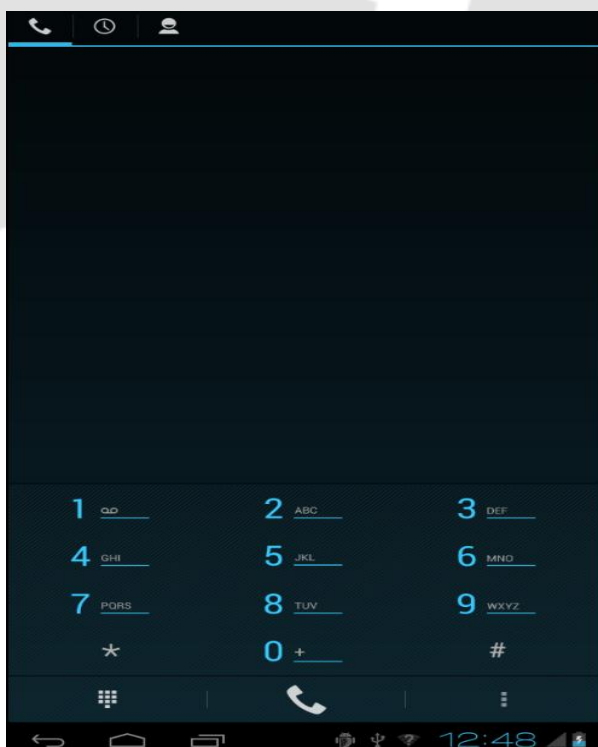 1 2 ABC 3 DEF
4 GHI 5 JKL 6 MNO
7 PQRS 8 TUV 9 WXYZ
* 0 + #
12:48